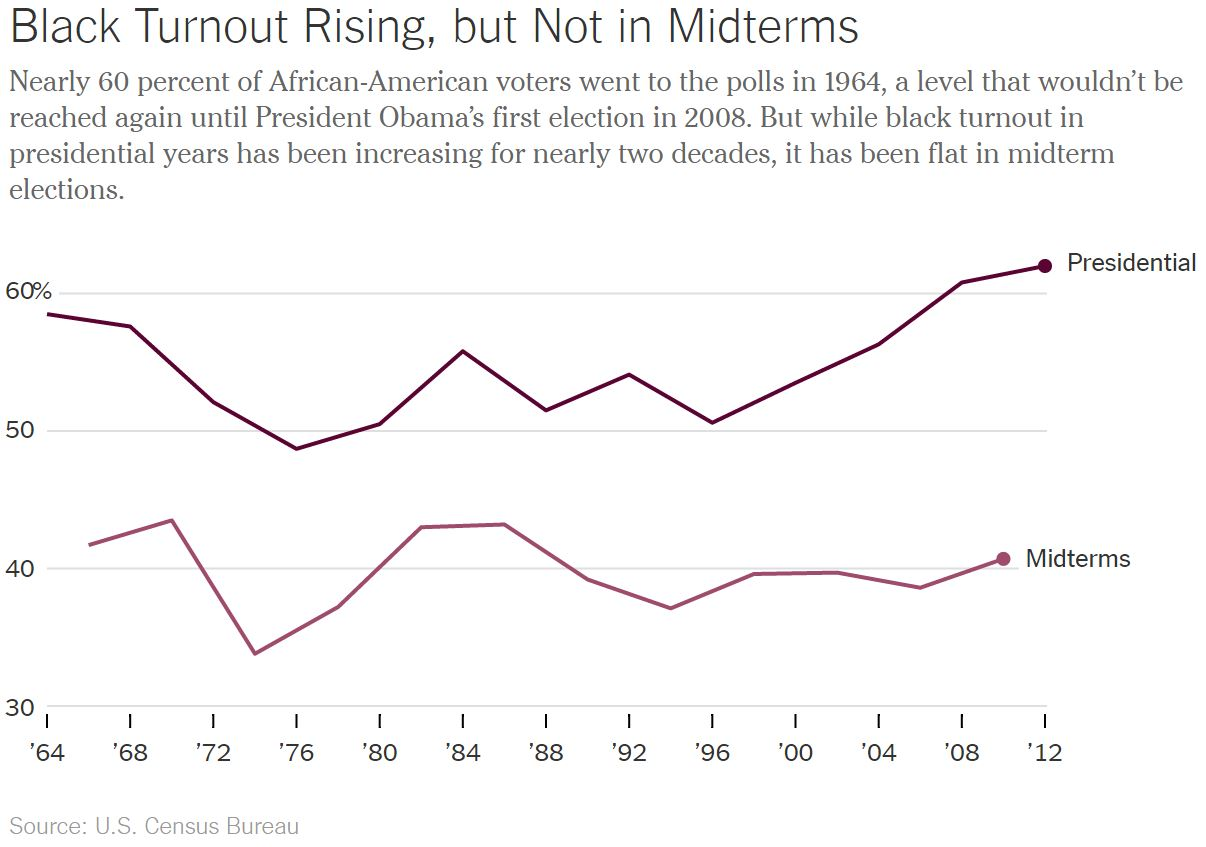 Black Turnout Rising, but Not in Midterms
Nearly 60 percent of African-American voters went to the polls in 1964, a level that wouldn’t be
reached again until President Obama’s first election in 2008. But while black turnout in
presidential years has been increasing for nearly two decades, it has been flat in midterm
elections.
Presidential
60%
50
Midterms
40
30
’64 ’68 ’72 ’76 ’80 ’84 ’88 ’92 ’96 ’00 ’04 ’08 ’12
Source: U.S. Census Bureau